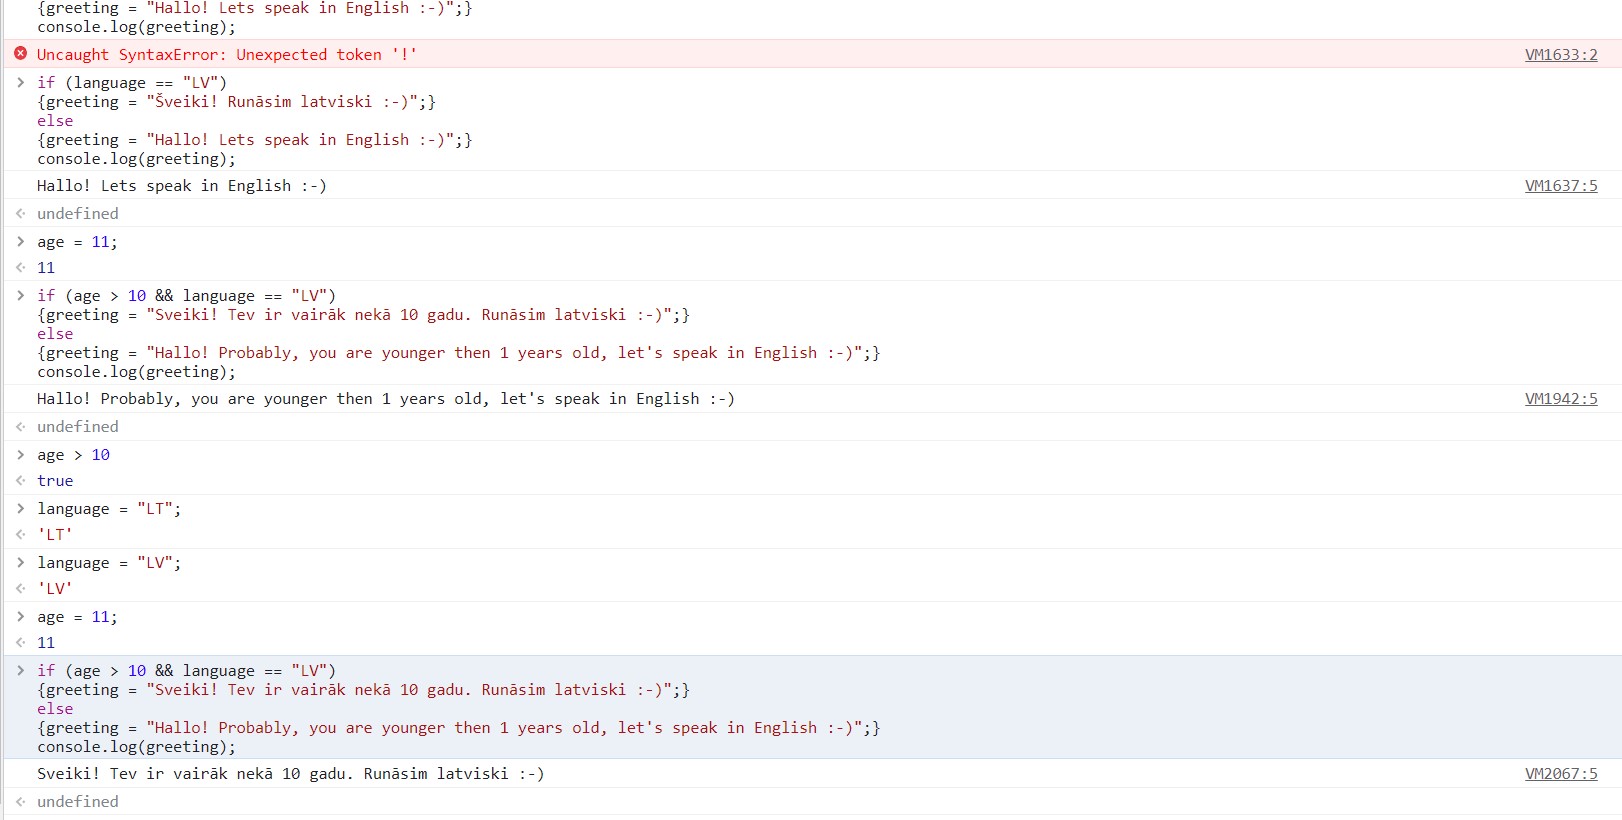 {greeting = "Hallo! Lets speak in English :-)";}
console.log(greeting);
Uncaught SyntaxError: Unexpected token '!' VM1633:2
> if (language == "LV")
{greeting = "Šveiki! Runāsim latviski :-)";}
else
{greeting = "Hallo! Lets speak in English :-)";}
console.log(greeting);
Hallo! Lets speak in English :-) VM1637:5
undefined
> age = 11;
11
> if (age > 10 && language == "LV")
{greeting = "Sveiki! Tev ir vairāk nekā 10 gadu. Runāsim latviski :-)";}
else
{greeting = "Hallo! Probably, you are younger then 1 years old, let's speak in English :-)";}
console.log(greeting);
Hallo! Probably, you are younger then 1 years old, let's speak in English :-) VM1942:5
undefined
> age > 10
true
> language = "LT";
'LT'
> language = "LV";
'LV'
> age = 11;
11
> if (age > 10 && language == "LV")
{greeting = "Sveiki! Tev ir vairāk nekā 10 gadu. Runāsim latviski :-)";}
else
{greeting = "Hallo! Probably, you are younger then 1 years old, let's speak in English :-)";}
console.log(greeting);
Sveiki! Tev ir vairāk nekā 10 gadu. Runāsim latviski :-) VM2067:5
undefined